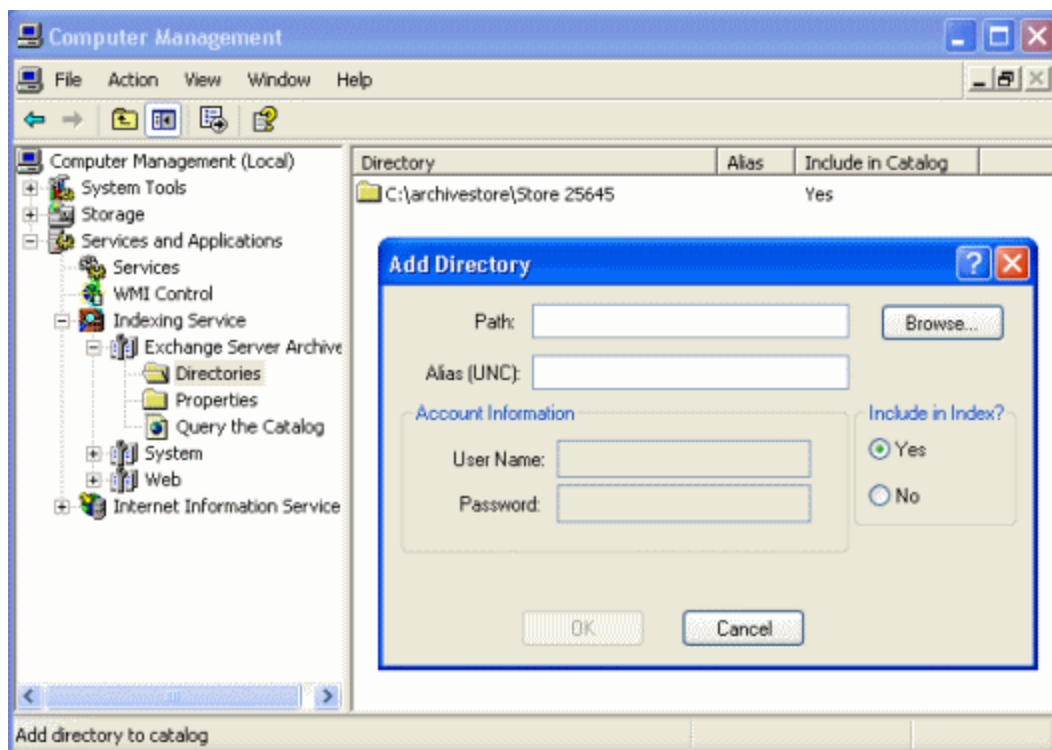 Computer Management
File Action View Window Help
Computer Management (Local)
System Tools
Storage
Services and Applications
Services
WMI Control
Indexing Service
Exchange Server Archive
Directories
Properties
Query the Catalog
System
Web
Internet Information Service
Directory Alias Include in Catalog
C:\archivestore\Store 25645 Yes
Add Directory
Path:
Browse...
Alias (UNC):
Account Information
User Name:
Password:
Include in Index?
Yes
No
OK
Cancel
Add directory to catalog